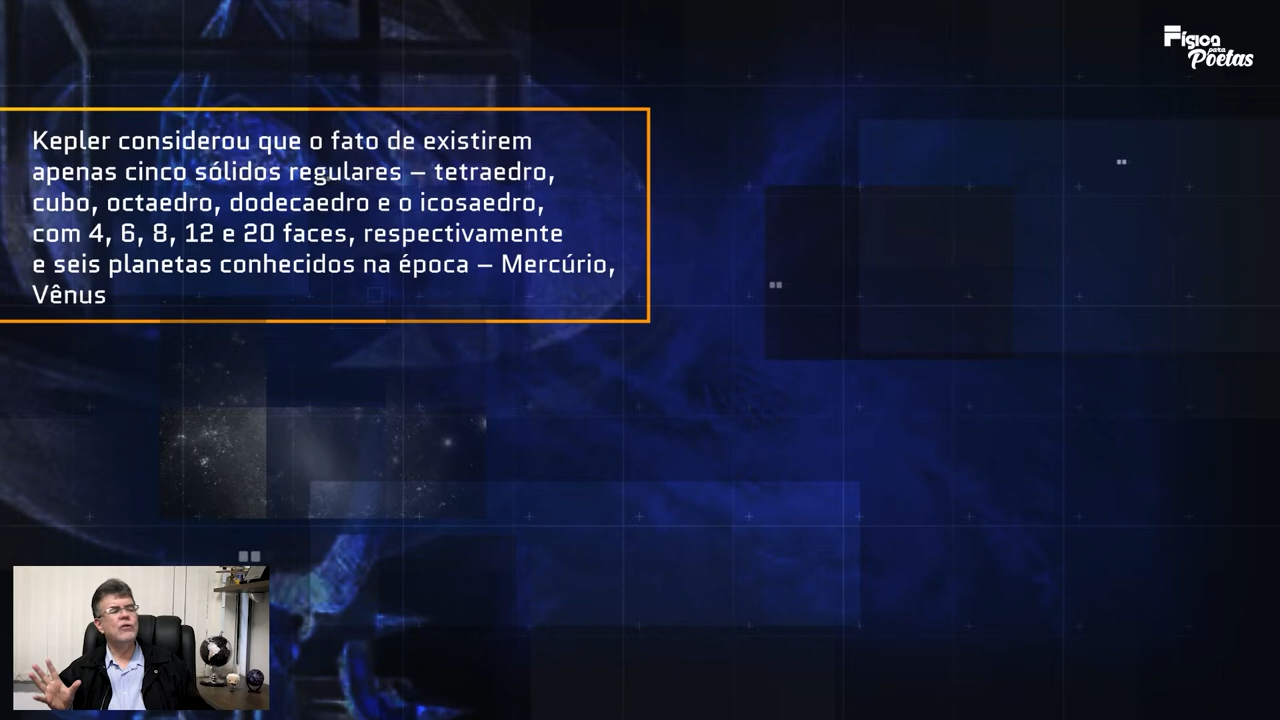 Física
para
Poetas
Kepler considerou que o fato de existirem
apenas cinco sólidos regulares – tetraedro,
cubo, octaedro, dodecaedro e o icosaedro,
com 4, 6, 8, 12 e 20 faces, respectivamente
e seis planetas conhecidos na época – Mercúrio,
Vênus